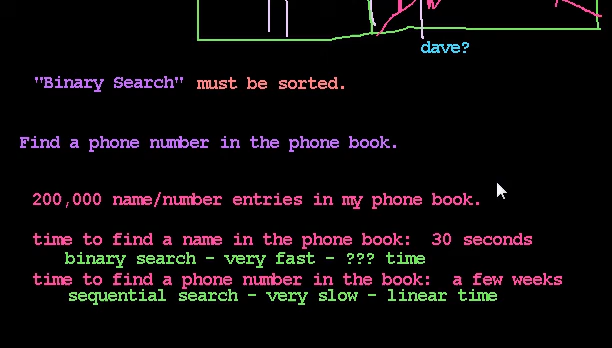 dave?
"Binary Search" must be sorted.
Find a phone number in the phone book.
200,000 name/number entries in my phone book.
time to find a name in the phone book:  30 seconds
binary search - very fast - ??? time
time to find a phone number in the book:  a few weeks
sequential search - very slow - linear time